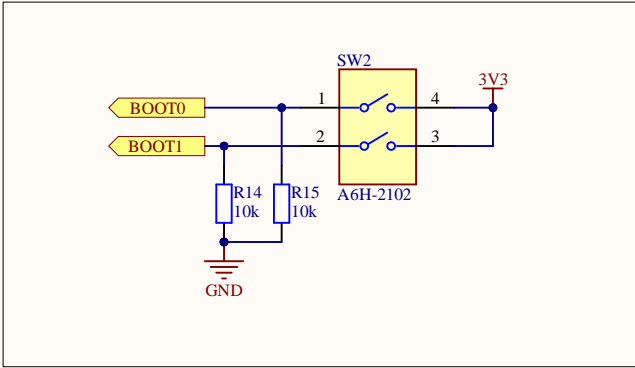 SW2
3V3
BOOT0
1
4
BOOT1
2
3
R14
10k
R15
10k
A6H-2102
GND